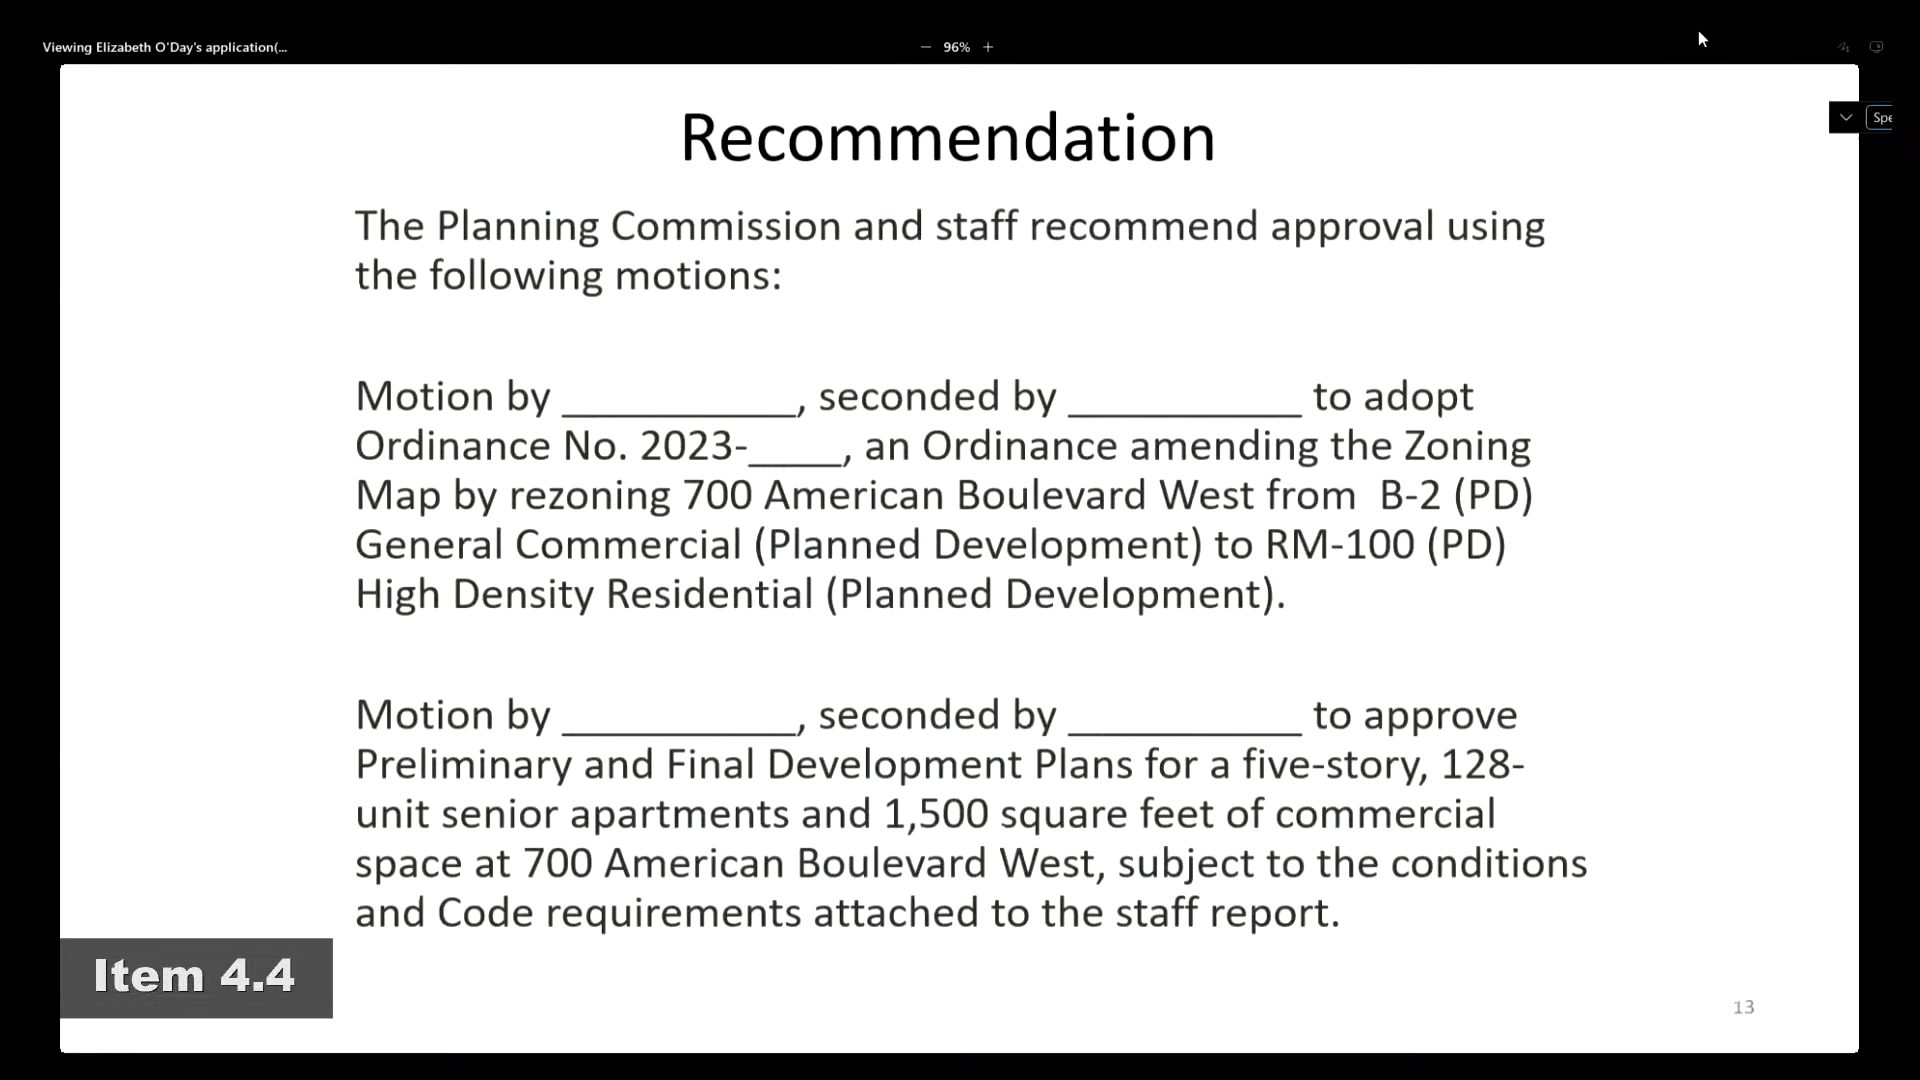 Viewing Elizabeth O'Day's application(...
96%
Spe
Recommendation
The Planning Commission and staff recommend approval using
the following motions:
Motion by ___________, seconded by ___________ to adopt
Ordinance No. 2023-____, an Ordinance amending the Zoning
Map by rezoning 700 American Boulevard West from B-2 (PD)
General Commercial (Planned Development) to RM-100 (PD)
High Density Residential (Planned Development).
Motion by ___________, seconded by ___________ to approve
Preliminary and Final Development Plans for a five-story, 128-
unit senior apartments and 1,500 square feet of commercial
space at 700 American Boulevard West, subject to the conditions
and Code requirements attached to the staff report.
Item 4.4
13